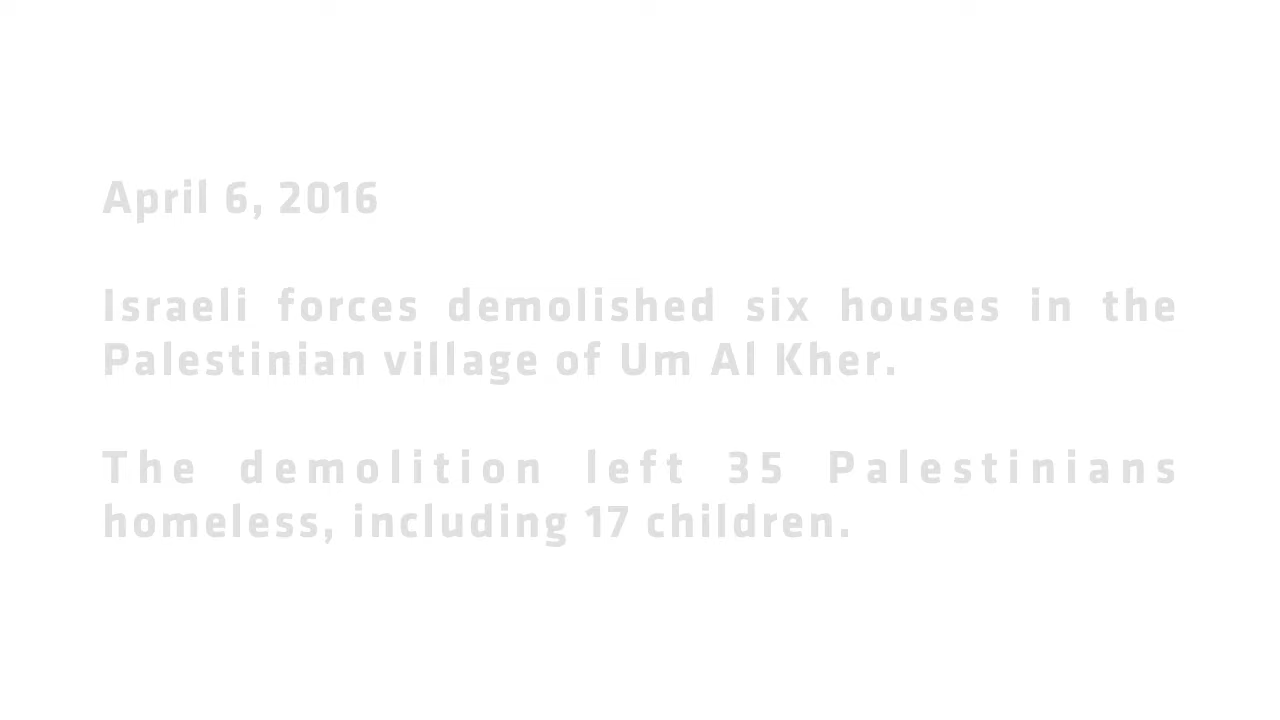 April 6, 2016
Israeli forces demolished six houses in the
Palestinian village of Um Al Kher.
The demolition left 35 Palestinians
homeless, including 17 children.